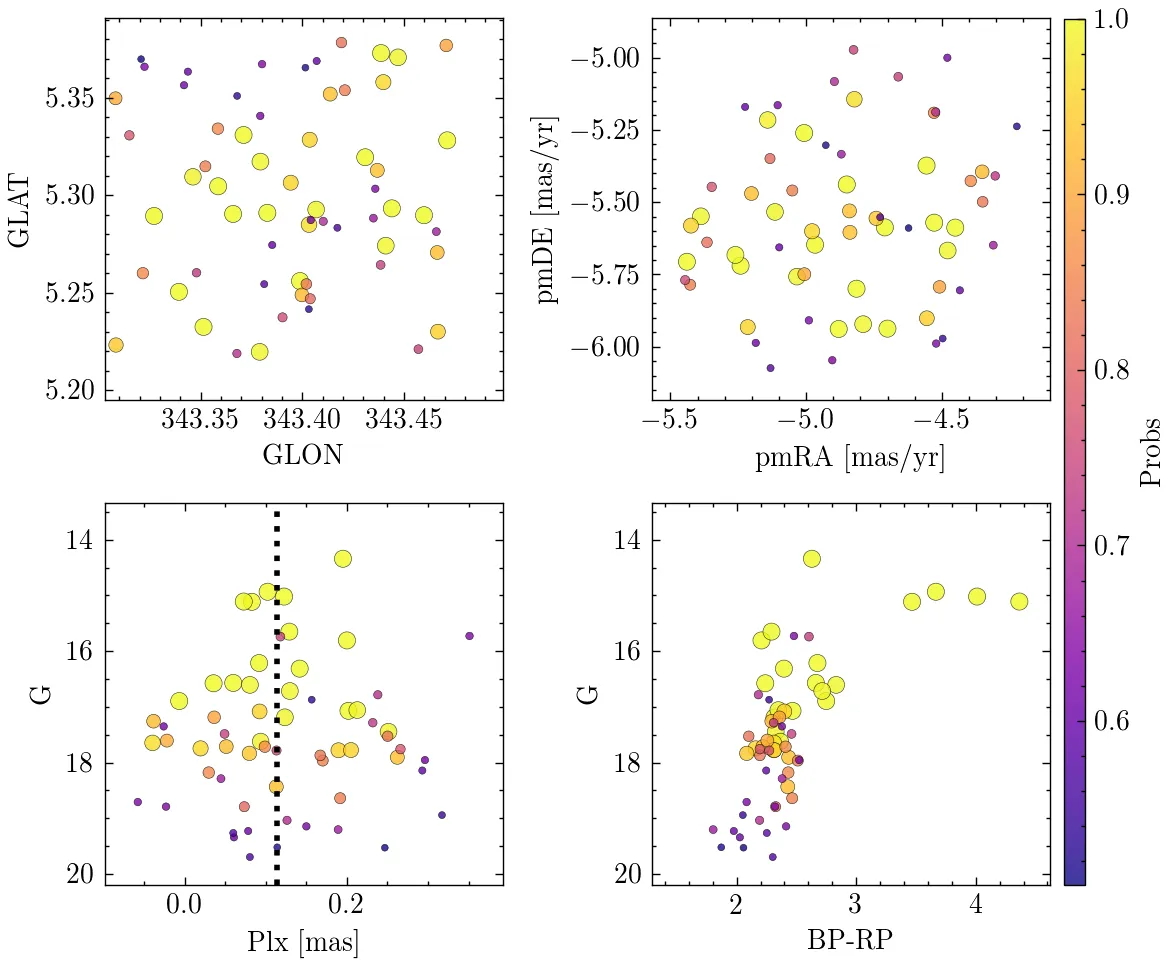 5.35
5.30
5.25
5.20
GLAT
343.35 343.40 343.45
GLON
−5.00
−5.25
−5.50
−5.75
−6.00
pmDE [mas/yr]
−5.5 −5.0 −4.5
pmRA [mas/yr]
1.0
0.9
0.8
0.7
0.6
Probs
14
16
18
20
G
0.0 0.2
Plx [mas]
14
16
18
20
G
2 3 4
BP-RP